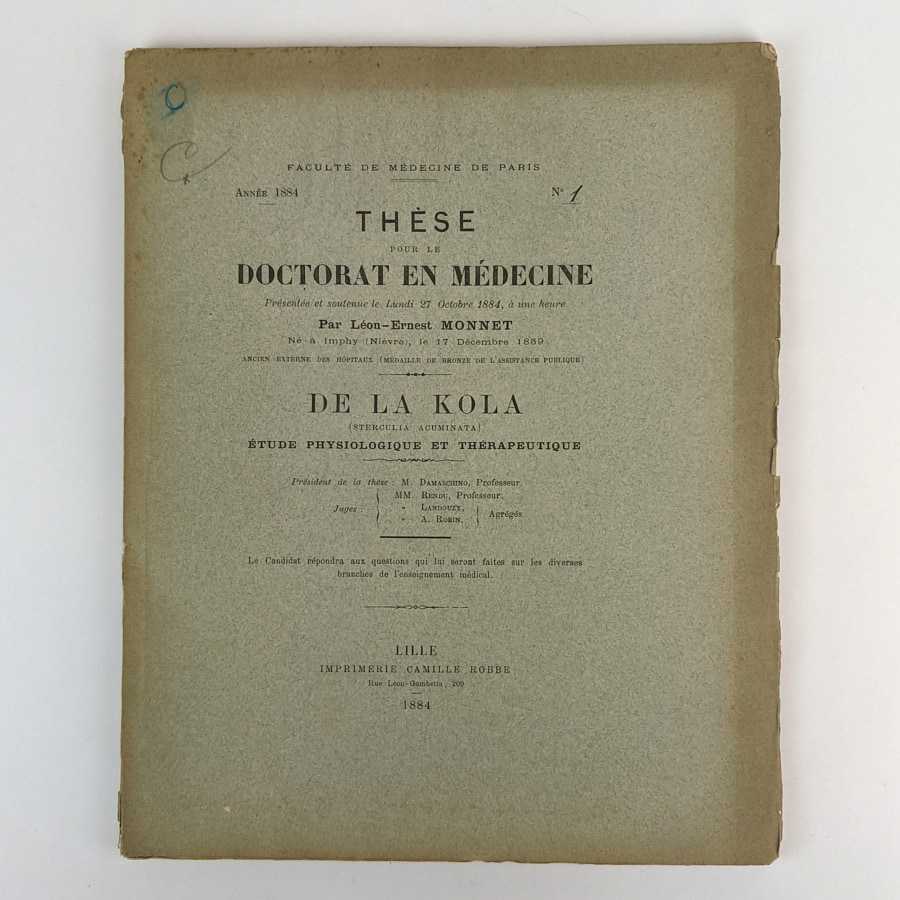 FACULTÉ DE MÉDECINE DE PARIS
ANNÉE 1884 N° 1
THÈSE
POUR LE
DOCTORAT EN MÉDECINE
Présentée et soutenue le Lundi 27 Octobre 1884, à une heure
Par Léon-Ernest MONNET
Né à Imphy (Nièvre), le 17 Décembre 1859
ANCIEN EXTERNE DES HÔPITAUX (MÉDAILLE DE BRONZE DE L'ASSISTANCE PUBLIQUE)
DE LA KOLA
(STERCULIA ACUMINATA)
ÉTUDE PHYSIOLOGIQUE ET THÉRAPEUTIQUE
Président de la thèse : M. DAMASCHINO, Professeur.
MM. RENDU, Professeur.
Juges : » LANDOUZY, Agrégés
» A. ROBIN,
Le Candidat répondra aux questions qui lui seront faites sur les diverses
branches de l'enseignement médical.
LILLE
IMPRIMERIE CAMILLE ROBBE
Rue Léon-Gambetta, 209
1884